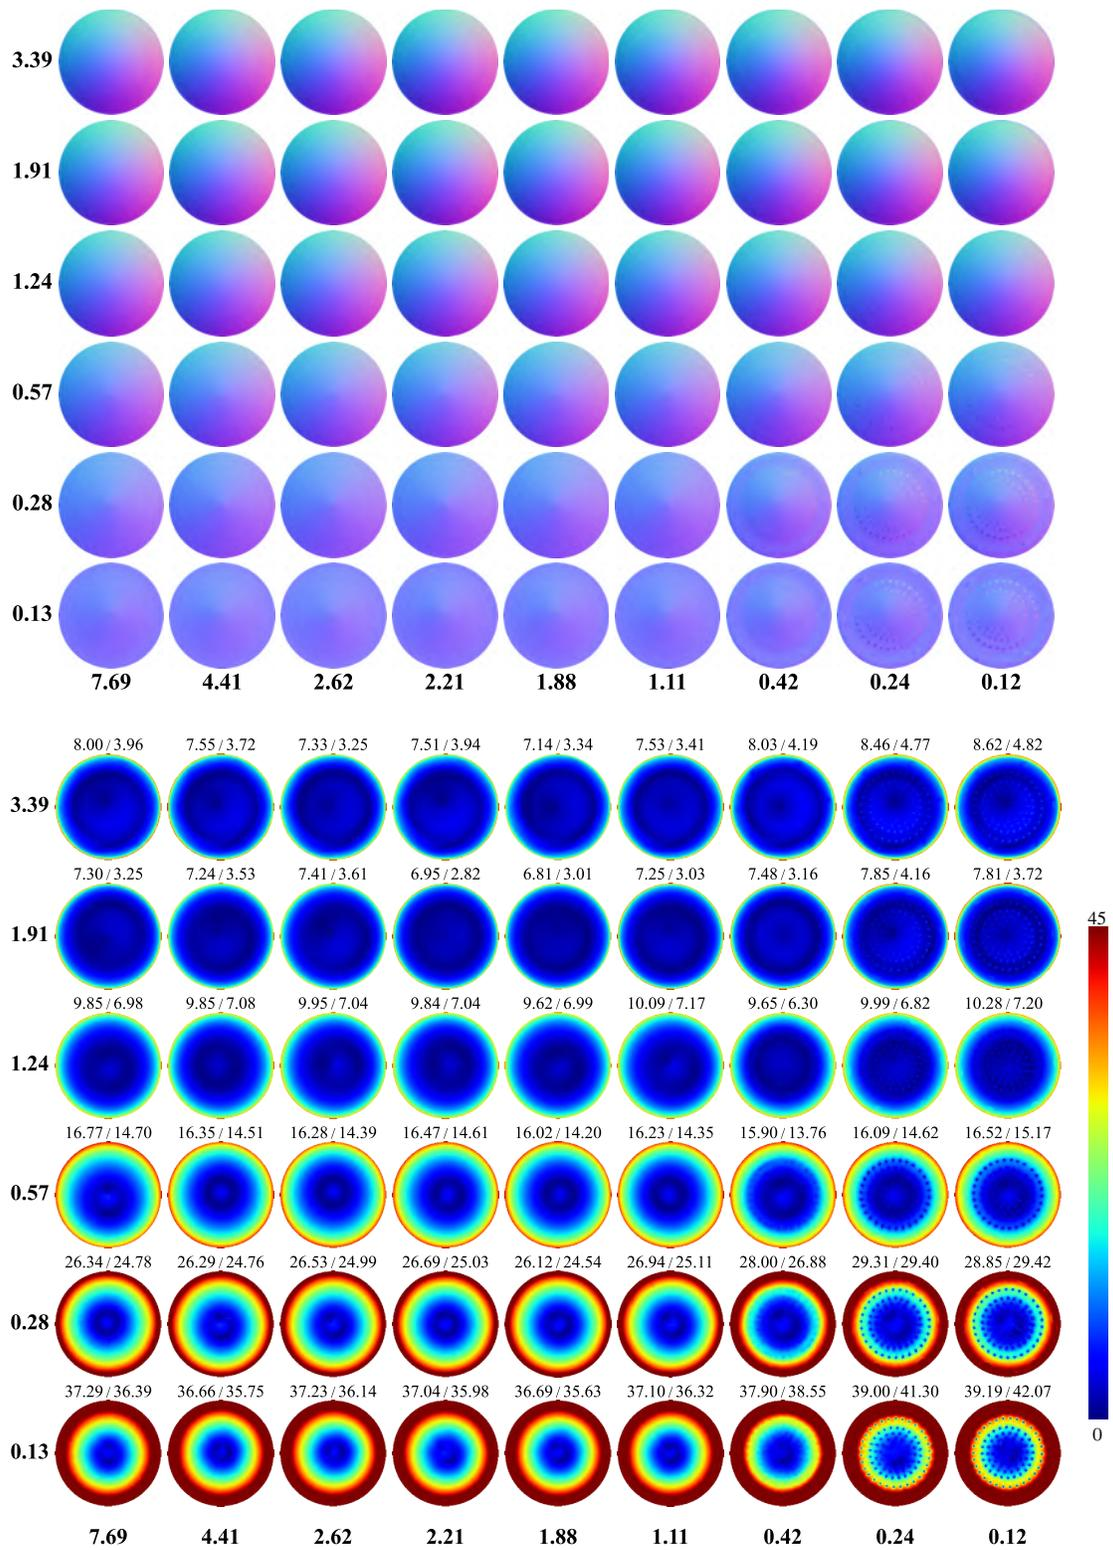 3.39
1.91
1.24
0.57
0.28
0.13
7.69 4.41 2.62 2.21 1.88 1.11 0.42 0.24 0.12
8.00 / 3.96 7.55 / 3.72 7.33 / 3.25 7.51 / 3.94 7.14 / 3.34 7.53 / 3.41 8.03 / 4.19 8.46 / 4.77 8.62 / 4.82
3.39
7.30 / 3.25 7.24 / 3.53 7.41 / 3.61 6.95 / 2.82 6.81 / 3.01 7.25 / 3.03 7.48 / 3.16 7.85 / 4.16 7.81 / 3.72
45
1.91
9.85 / 6.98 9.85 / 7.08 9.95 / 7.04 9.84 / 7.04 9.62 / 6.99 10.09 / 7.17 9.65 / 6.30 9.99 / 6.82 10.28 / 7.20
1.24
16.77 / 14.70 16.35 / 14.51 16.28 / 14.39 16.47 / 14.61 16.02 / 14.20 16.23 / 14.35 15.90 / 13.76 16.09 / 14.62 16.52 / 15.17
0.57
26.34 / 24.78 26.29 / 24.76 26.53 / 24.99 26.69 / 25.03 26.12 / 24.54 26.94 / 25.11 28.00 / 26.88 29.31 / 29.40 28.85 / 29.42
0.28
37.29 / 36.39 36.66 / 35.75 37.23 / 36.14 37.04 / 35.98 36.69 / 35.63 37.10 / 36.32 37.90 / 38.55 39.00 / 41.30 39.19 / 42.07
0
0.13
7.69 4.41 2.62 2.21 1.88 1.11 0.42 0.24 0.12